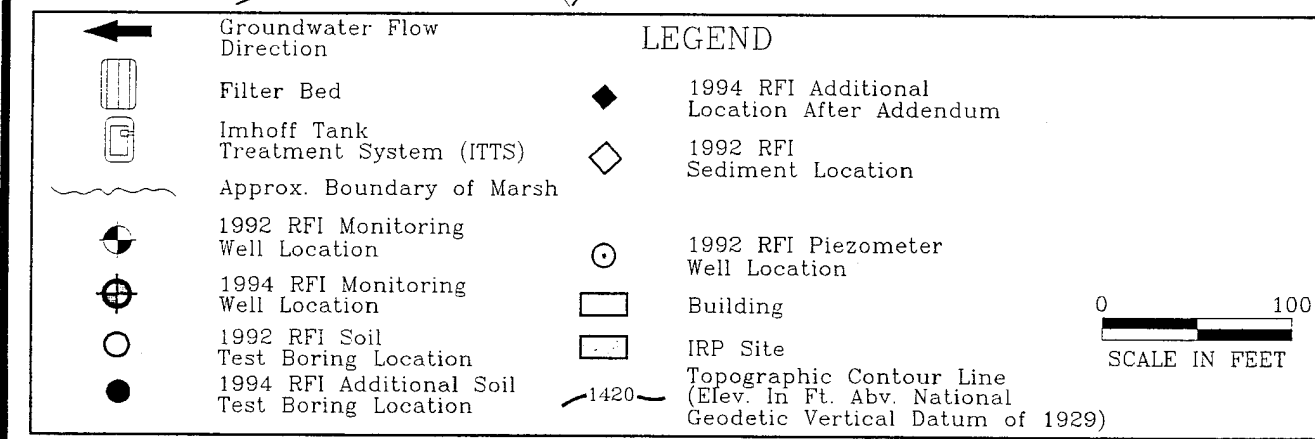 LEGEND
Groundwater Flow
Direction
Filter Bed
Imhoff Tank
Treatment System (ITTS)
Approx. Boundary of Marsh
1992 RFI Monitoring
Well Location
1994 RFI Monitoring
Well Location
1992 RFI Soil
Test Boring Location
1994 RFI Additional Soil
Test Boring Location
1994 RFI Additional
Location After Addendum
1992 RFI
Sediment Location
1992 RFI Piezometer
Well Location
Building
IRP Site
1420
Topographic Contour Line
(Elev. In Ft. Abv. National
Geodetic Vertical Datum of 1929)
0 100
SCALE IN FEET